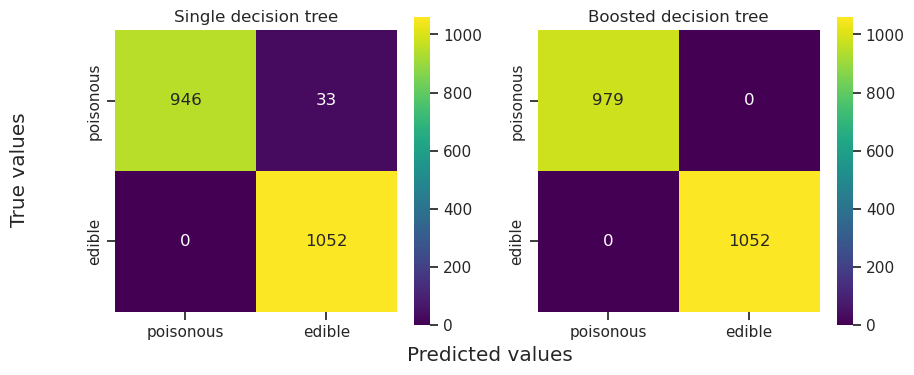 Single decision tree
Boosted decision tree
True values
poisonous
946
33
edible
0
1052
poisonous
edible
1000
800
600
400
200
0
poisonous
979
0
edible
0
1052
poisonous
edible
1000
800
600
400
200
0
Predicted values